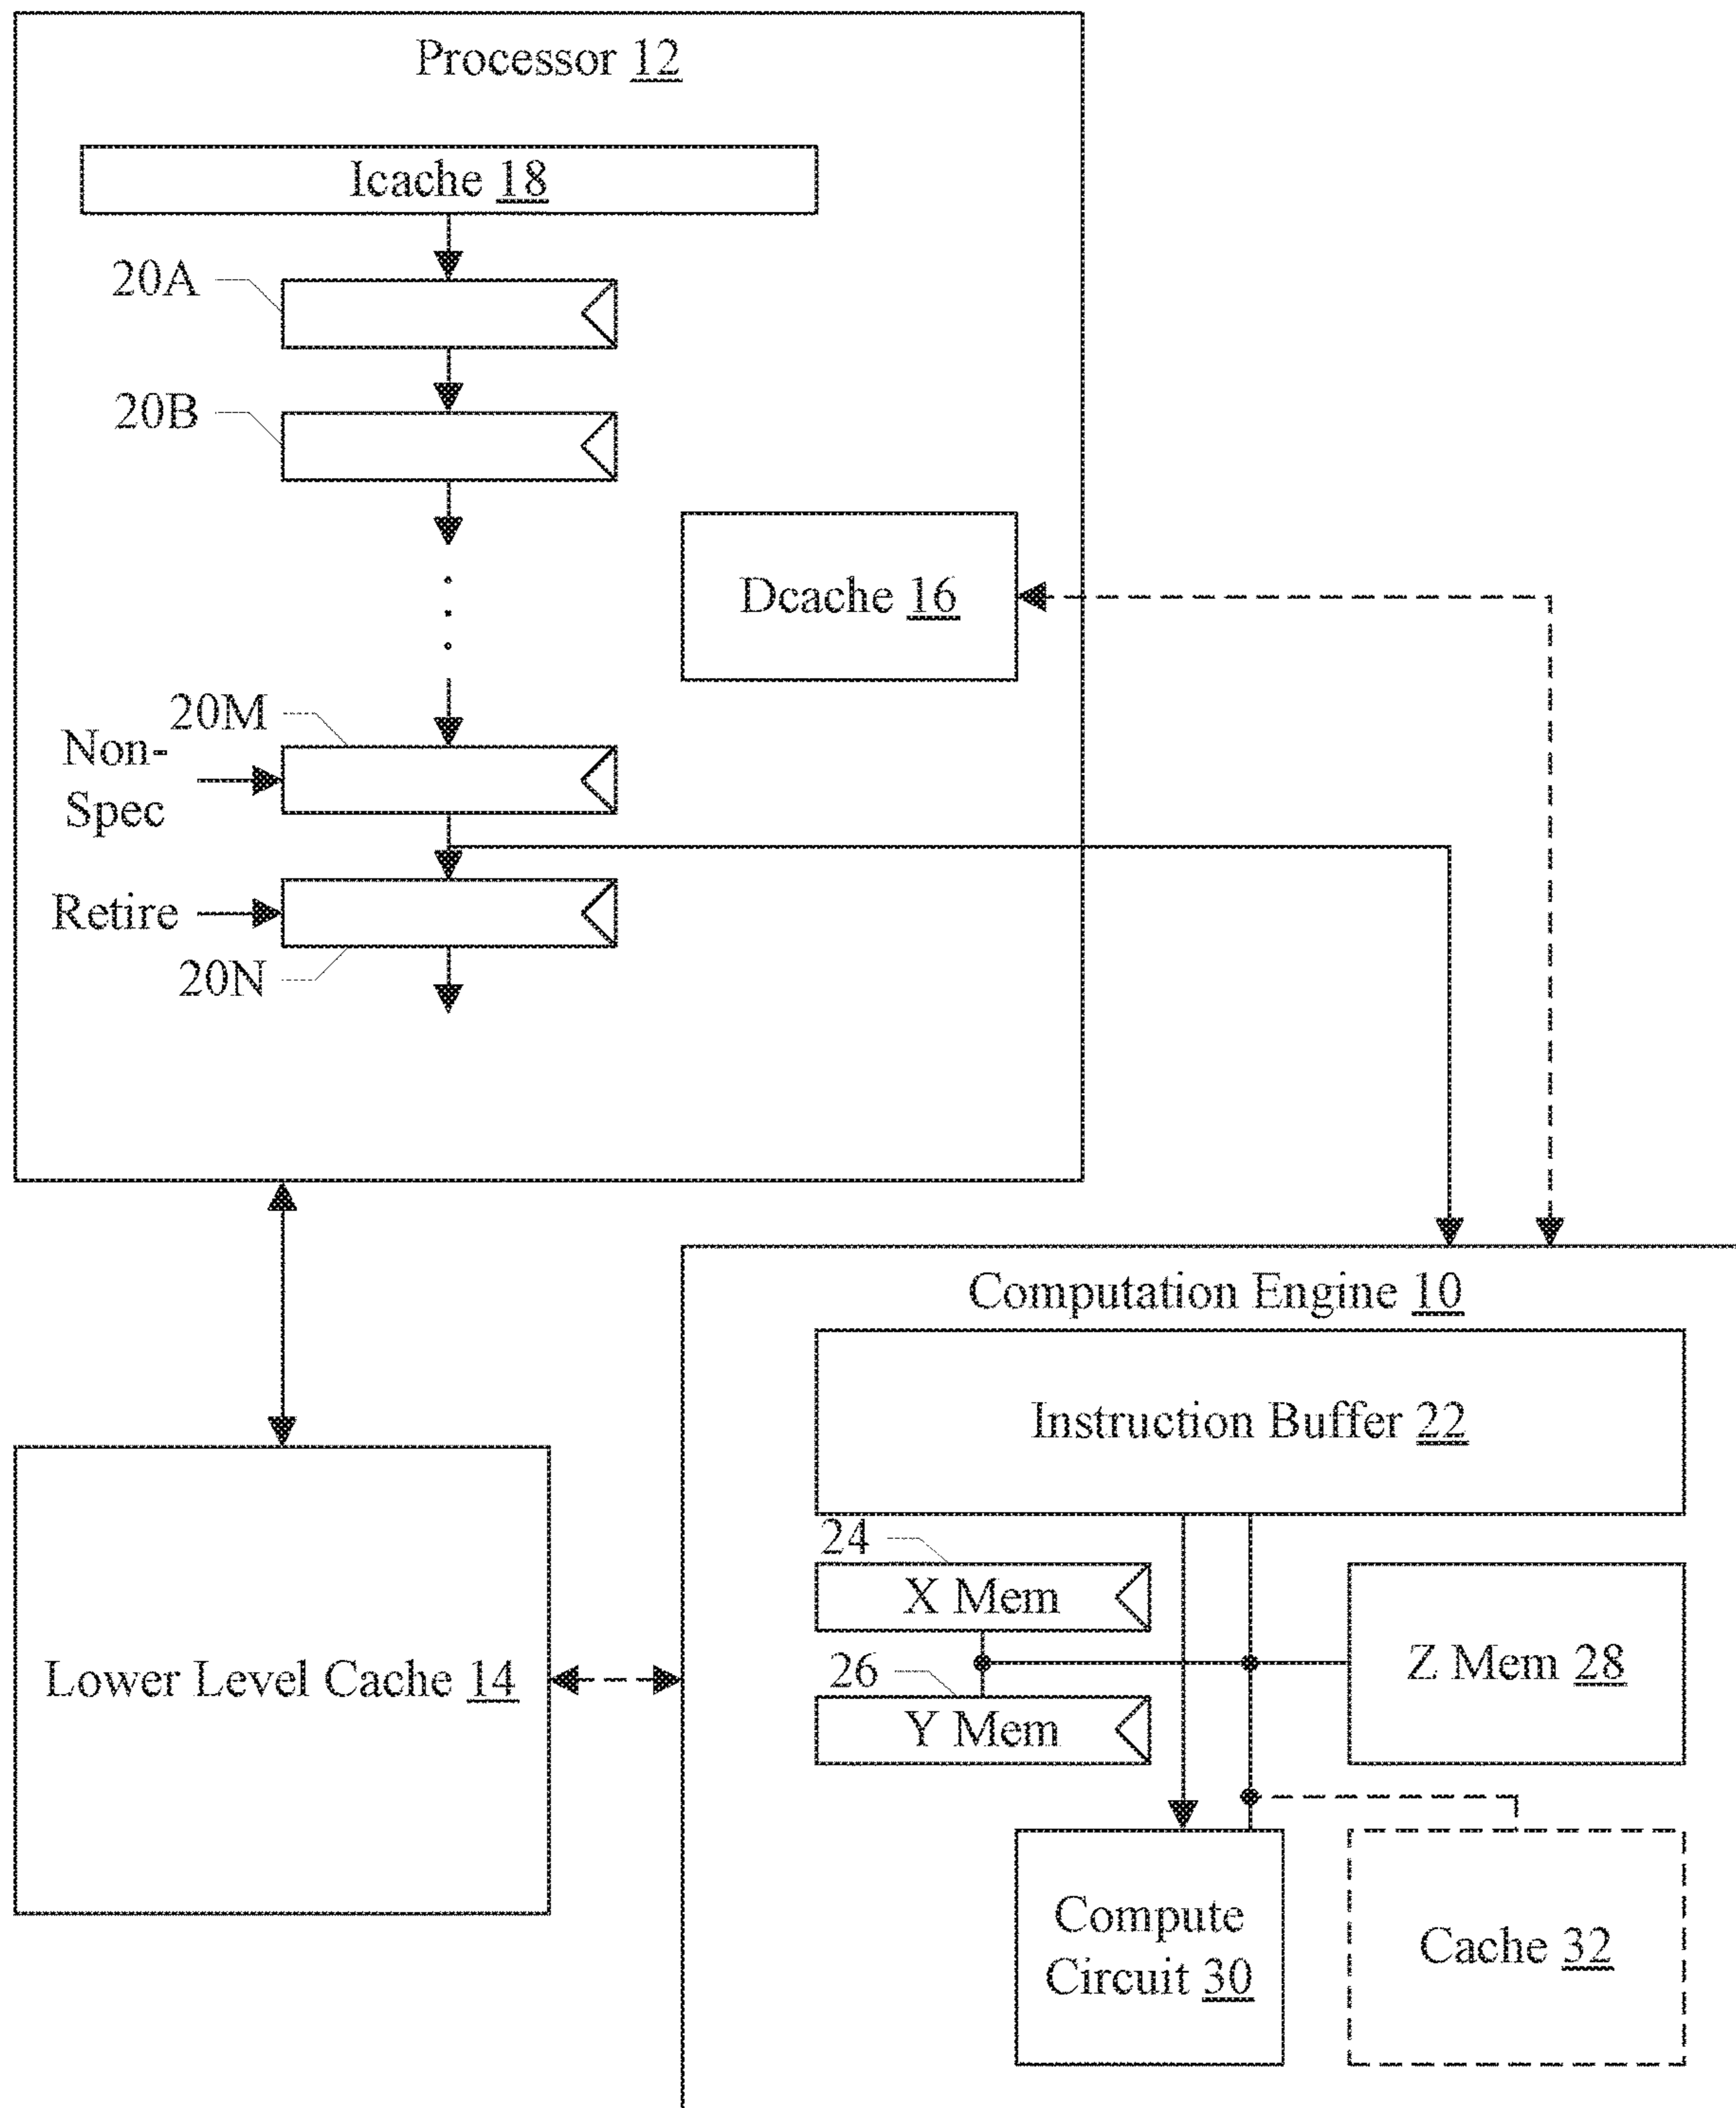 Processor 12
Icache 18
20A
20B
Dcache 16
20M
Non-
Spec
Retire
20N
Computation Engine 10
Instruction Buffer 22
24
X Mem
26
Y Mem
Z Mem 28
Lower Level Cache 14
Compute
Circuit 30
Cache 32